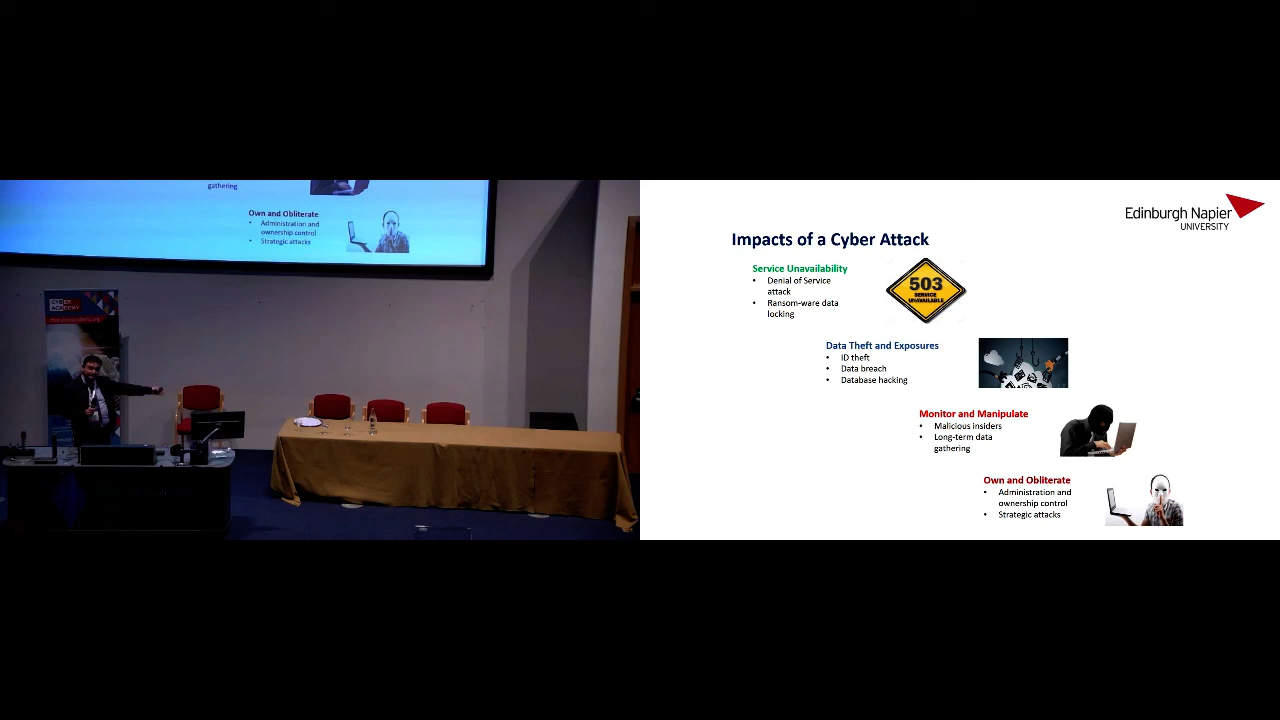 gathering
Own and Obliterate
• Administration and
ownership control
• Strategic attacks
Edinburgh Napier
UNIVERSITY
Impacts of a Cyber Attack
Service Unavailability
• Denial of Service
attack
• Ransom-ware data
locking
503
SERVICE
UNAVAILABLE
Data Theft and Exposures
• ID theft
• Data breach
• Database hacking
Monitor and Manipulate
• Malicious insiders
• Long-term data
gathering
Own and Obliterate
• Administration and
ownership control
• Strategic attacks